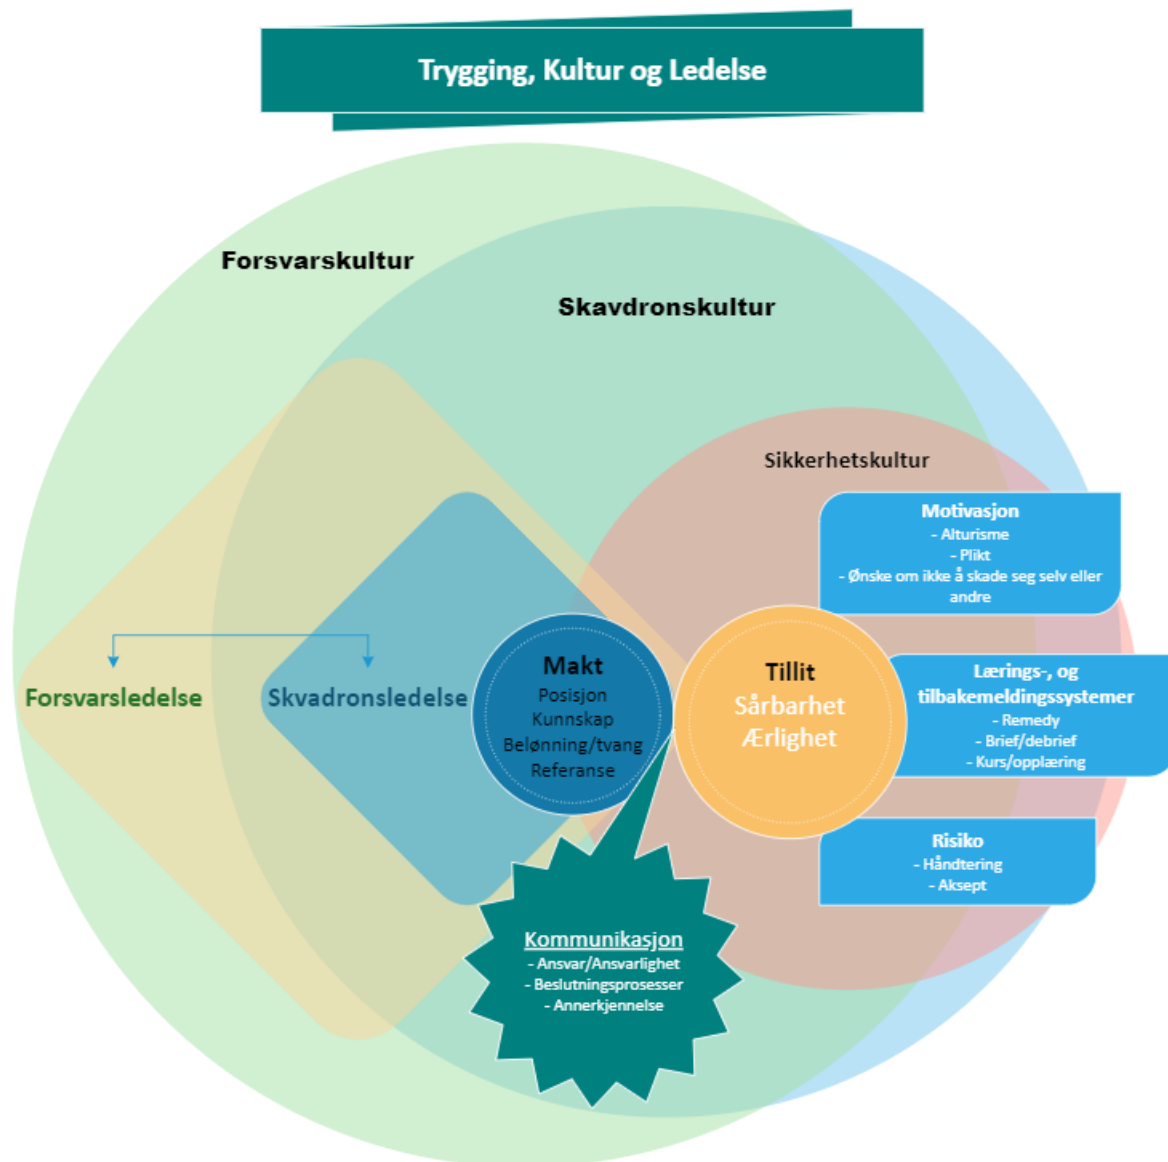 Trygging, Kultur og Ledelse
Forsvarskultur
Skavdronskultur
Sikkerhetskultur
Motivasjon
- Alturisme
- Plikt
- Ønske om ikke å skade seg selv eller
andre
Forsvarsledelse
Skvadronsledelse
Makt
Posisjon
Kunnskap
Belønning/tvang
Referanse
Tillit
Sårbarhet
Ærlighet
Lærings-, og
tilbakemeldingssystemer
- Remedy
- Brief/debrief
- Kurs/opplæring
Risiko
- Håndtering
- Aksept
Kommunikasjon
- Ansvar/Ansvarlighet
- Beslutningsprosesser
- Annerkjennelse